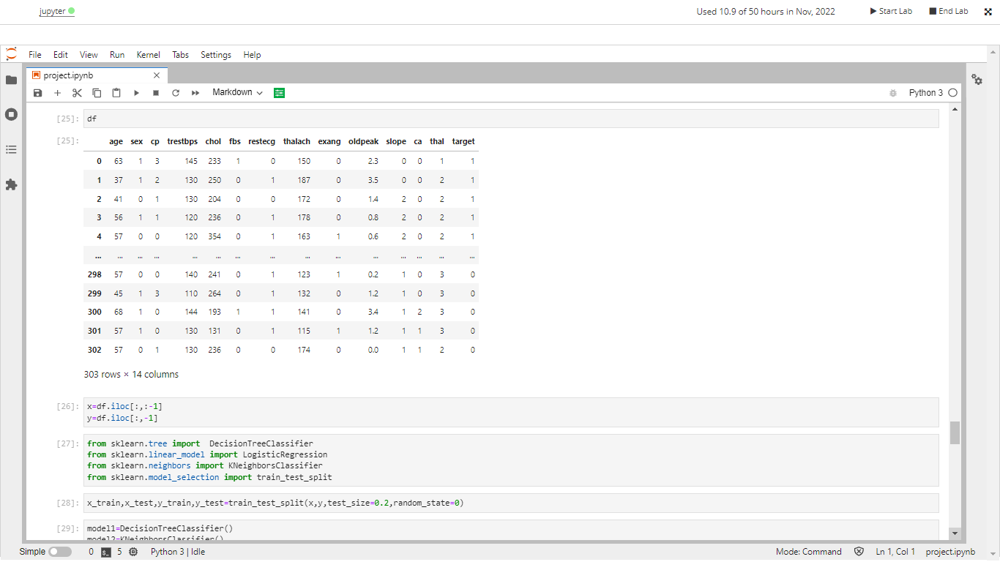 jupyter
Used 10.9 of 50 hours in Nov, 2022
Start Lab
End Lab
File Edit View Run Kernel Tabs Settings Help
project.ipynb
Markdown
Python 3
[25]: df
[25]:
age sex cp trestbps chol fbs restecg thalach exang oldpeak slope ca thal target
0 63 1 3 145 233 1 0 150 0 2.3 0 0 1 1
1 37 1 2 130 250 0 1 187 0 3.5 0 0 2 1
2 41 0 1 130 204 0 0 172 0 1.4 2 0 2 1
3 56 1 1 120 236 0 1 178 0 0.8 2 0 2 1
4 57 0 0 120 354 0 1 163 1 0.6 2 0 2 1
... ... ... ... ... ... ... ... ... ... ... ... ... ... ...
298 57 0 0 140 241 0 1 123 1 0.2 1 0 3 0
299 45 1 3 110 264 0 1 132 0 1.2 1 0 3 0
300 68 1 0 144 193 1 1 141 0 3.4 1 2 3 0
301 57 1 0 130 131 0 1 115 1 1.2 1 1 3 0
302 57 0 1 130 236 0 0 174 0 0.0 1 1 2 0
303 rows × 14 columns
[26]: x=df.iloc[:,:-1]
y=df.iloc[:,-1]
[27]: from sklearn.tree import  DecisionTreeClassifier
from sklearn.linear_model import LogisticRegression
from sklearn.neighbors import KNeighborsClassifier
from sklearn.model_selection import train_test_split
[28]: x_train,x_test,y_train,y_test=train_test_split(x,y,test_size=0.2,random_state=0)
[29]: model1=DecisionTreeClassifier()
model2=KNeighborsClassifier()
Simple 0 $_ 5 Python 3 | Idle Mode: Command Ln 1, Col 1 project.ipynb